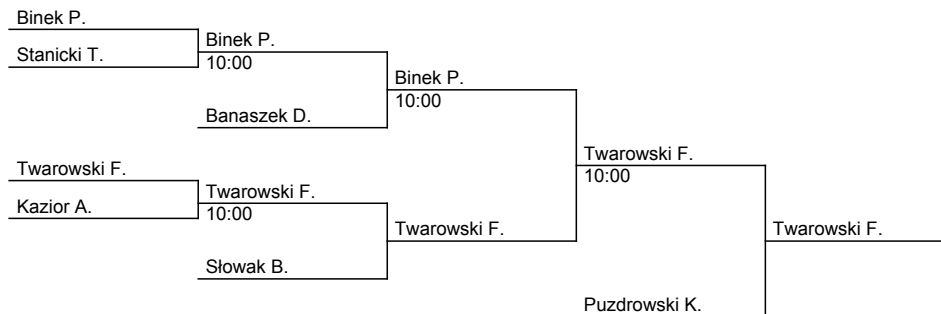 Binek P.
Stanicki T.
Binek P.
10:00
Banaszek D.
Binek P.
10:00
Twarowski F.
Kazior A.
Twarowski F.
10:00
Słowak B.
Twarowski F.
Twarowski F.
10:00
Puzdrowski K.
Twarowski F.